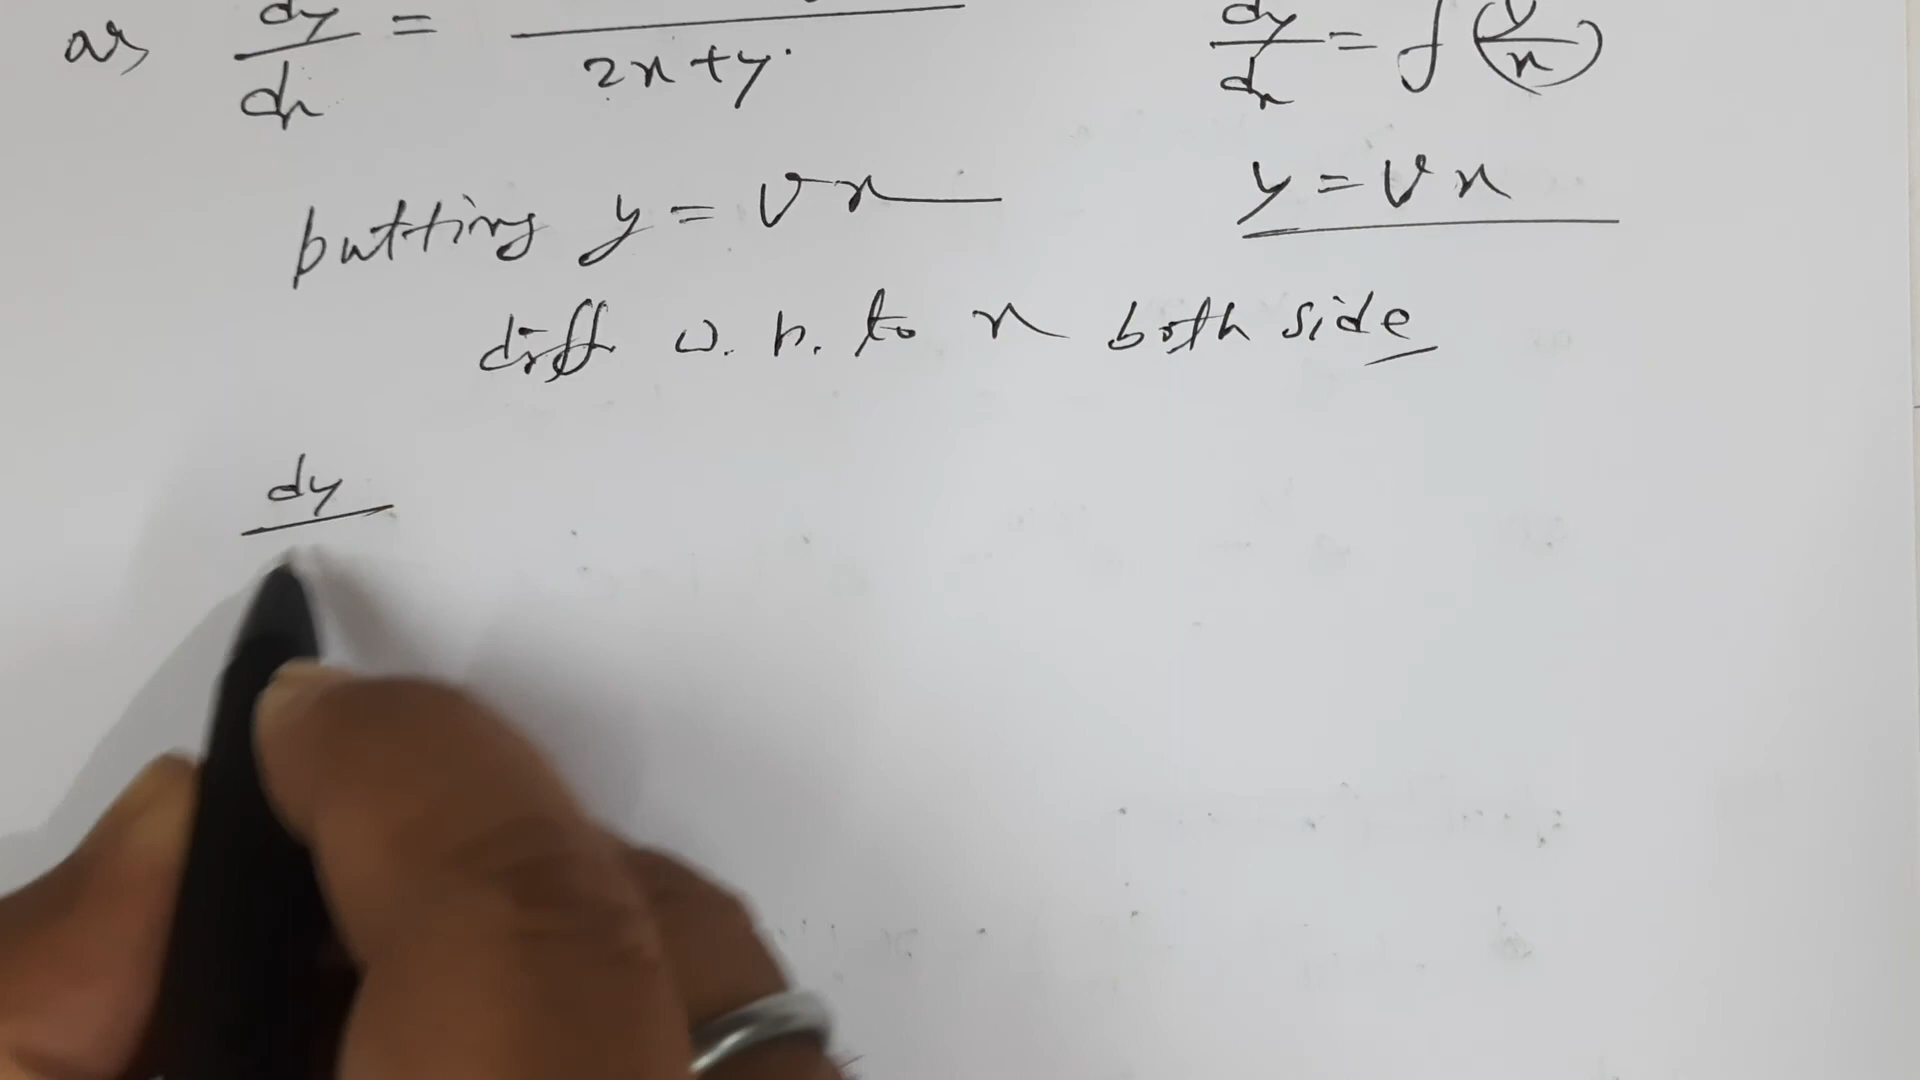 as dy/dx = /2x+y dy/dx = f(y/x)
putting y = vx y = vx
diff w. r. to x both side
dy